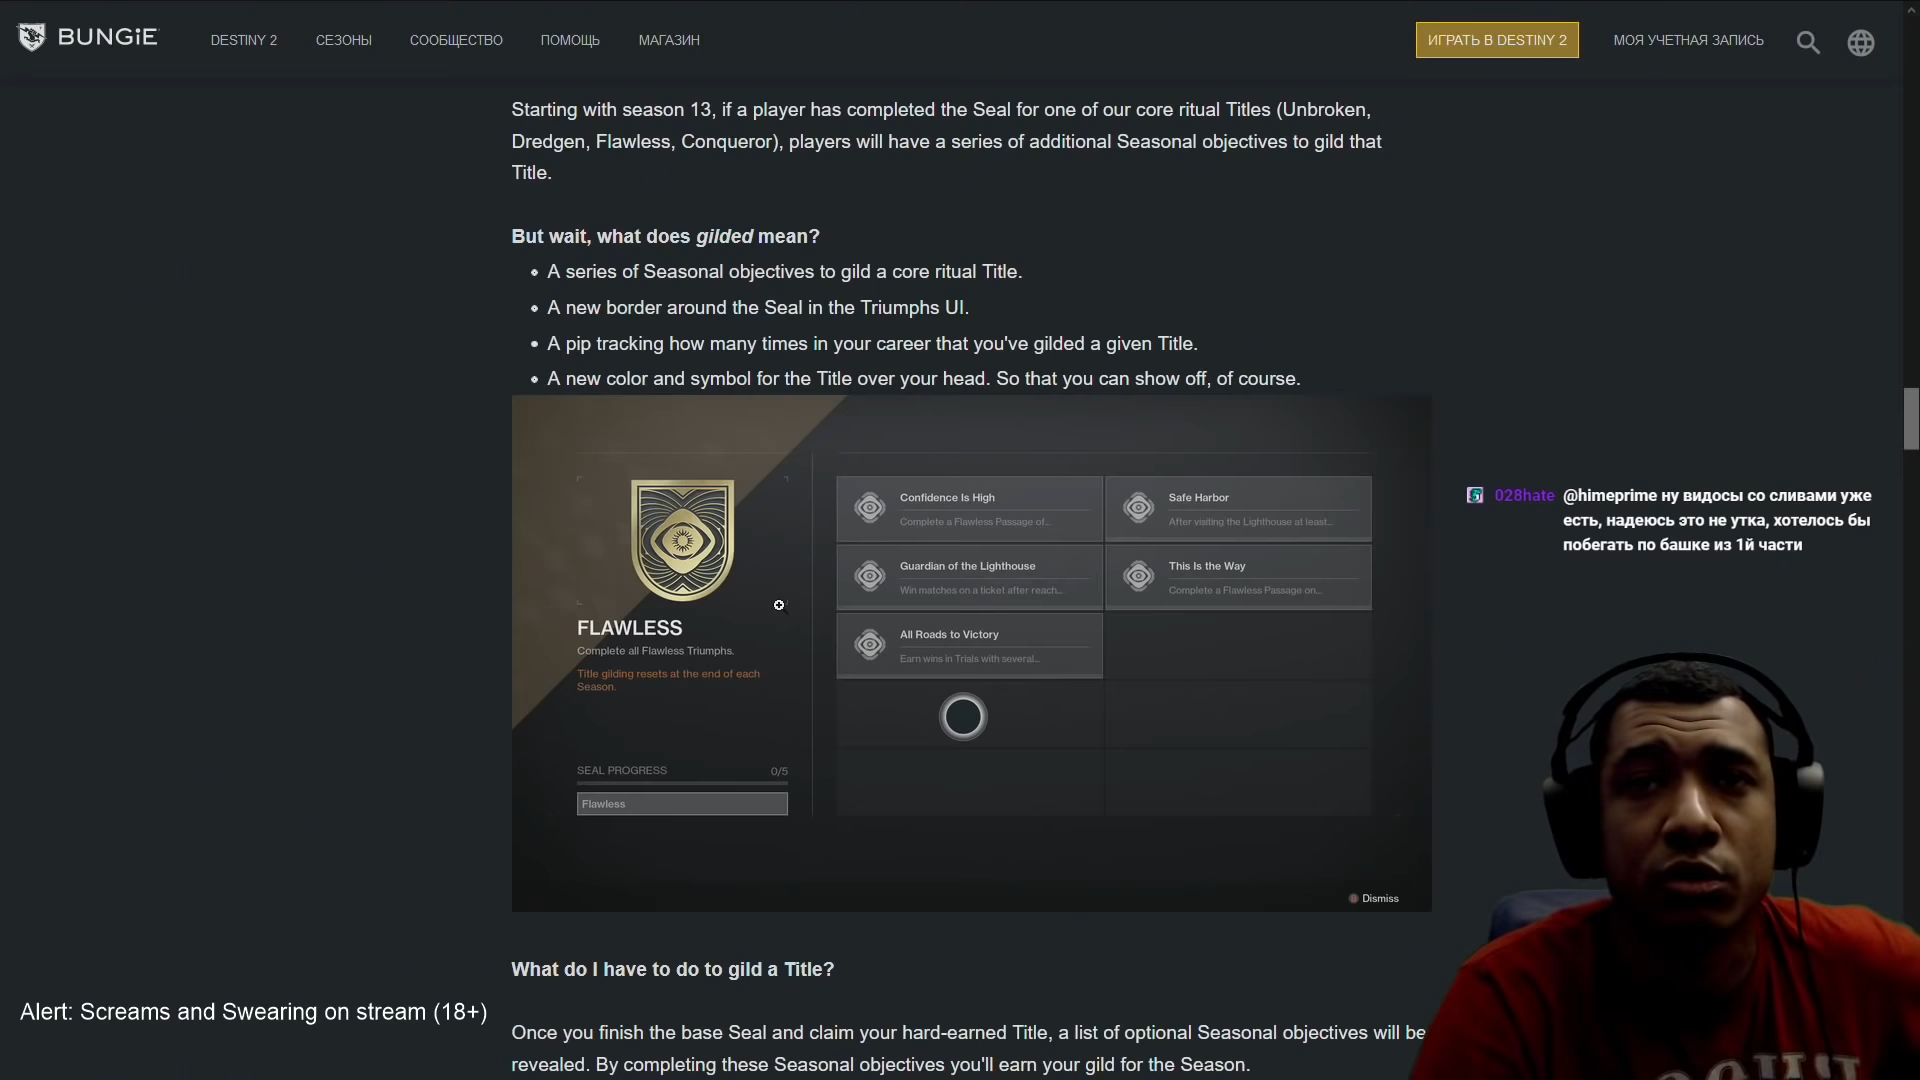 BUNGiE
DESTINY 2
СЕЗОНЫ
СООБЩЕСТВО
ПОМОЩЬ
МАГАЗИН
ИГРАТЬ В DESTINY 2
МОЯ УЧЕТНАЯ ЗАПИСЬ
Starting with season 13, if a player has completed the Seal for one of our core ritual Titles (Unbroken,
Dredgen, Flawless, Conqueror), players will have a series of additional Seasonal objectives to gild that
Title.
But wait, what does gilded mean?
A series of Seasonal objectives to gild a core ritual Title.
A new border around the Seal in the Triumphs UI.
A pip tracking how many times in your career that you've gilded a given Title.
A new color and symbol for the Title over your head. So that you can show off, of course.
FLAWLESS
Complete all Flawless Triumphs.
Title gilding resets at the end of each
Season.
SEAL PROGRESS 0/5
Flawless
Confidence Is High
Complete a Flawless Passage of...
Safe Harbor
After visiting the Lighthouse at least...
Guardian of the Lighthouse
Win matches on a ticket after reach...
This Is the Way
Complete a Flawless Passage on...
All Roads to Victory
Earn wins in Trials with several...
Dismiss
028hate @himeprime ну видосы со сливами уже
есть, надеюсь это не утка, хотелось бы
побегать по башке из 1й части
What do I have to do to gild a Title?
Alert: Screams and Swearing on stream (18+)
Once you finish the base Seal and claim your hard-earned Title, a list of optional Seasonal objectives will be
revealed. By completing these Seasonal objectives you'll earn your gild for the Season.